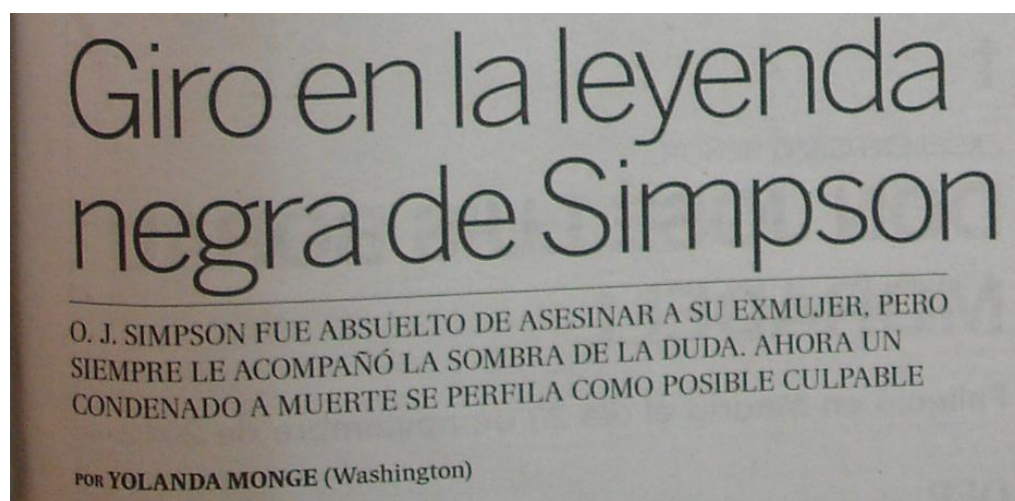 Giro en la leyenda
negra de Simpson
O. J. SIMPSON FUE ABSUELTO DE ASESINAR A SU EXMUJER, PERO
SIEMPRE LE ACOMPAÑÓ LA SOMBRA DE LA DUDA. AHORA UN
CONDENADO A MUERTE SE PERFILA COMO POSIBLE CULPABLE
POR YOLANDA MONGE (Washington)